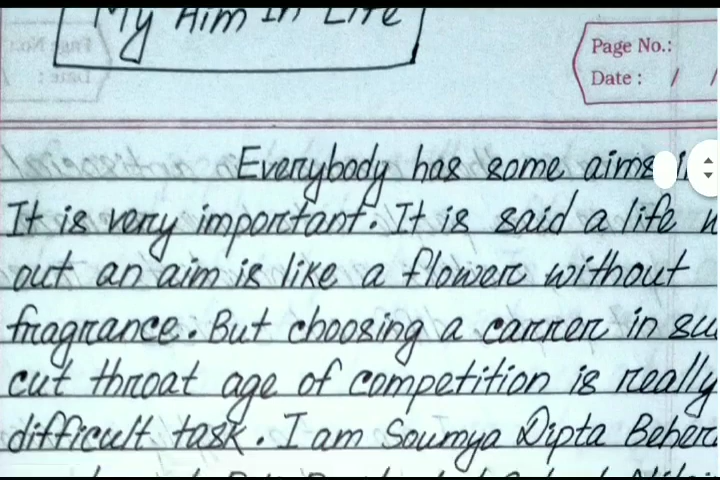 My Aim In Life
Page No.:
Date : / /
Everybody has some aims
It is very important. It is said a life
out an aim is like a flower without
fragrance. But choosing a carrer in
cut throat age of competition is really
difficult task. I am Soumya Dipta